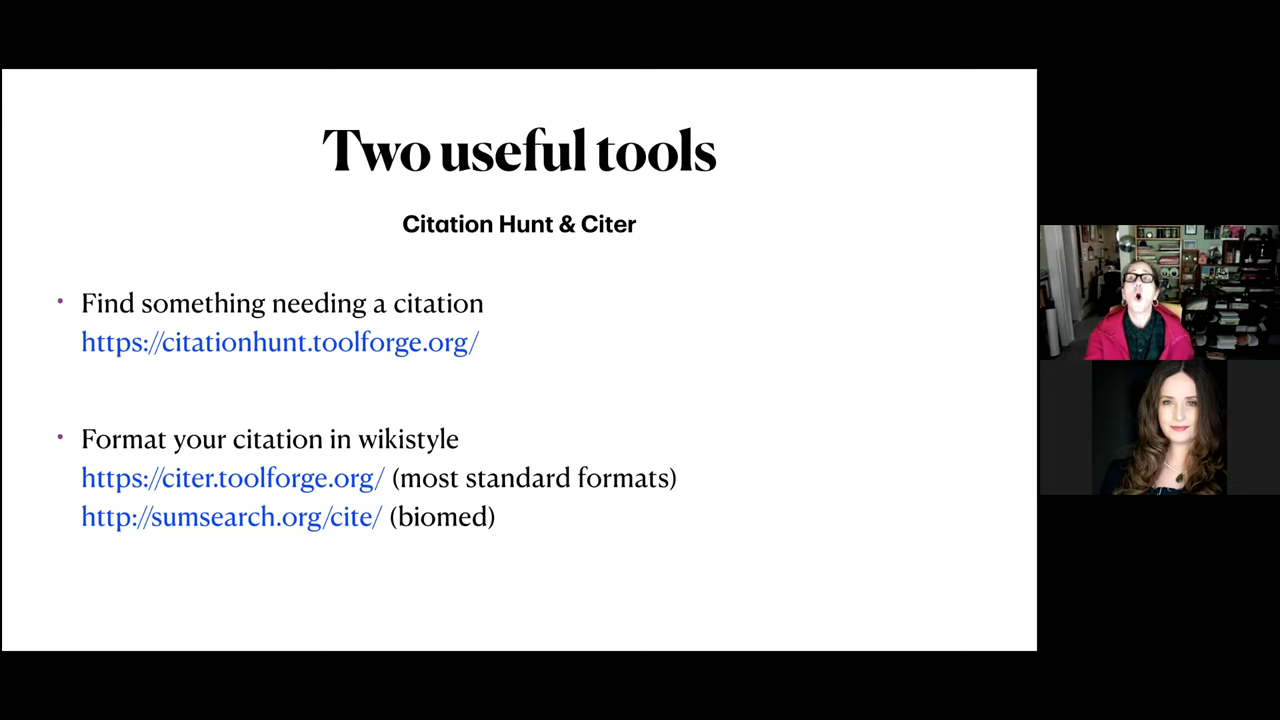 Two useful tools
Citation Hunt & Citer
• Find something needing a citation
https://citationhunt.toolforge.org/
• Format your citation in wikistyle
https://citer.toolforge.org/ (most standard formats)
http://sumsearch.org/cite/ (biomed)